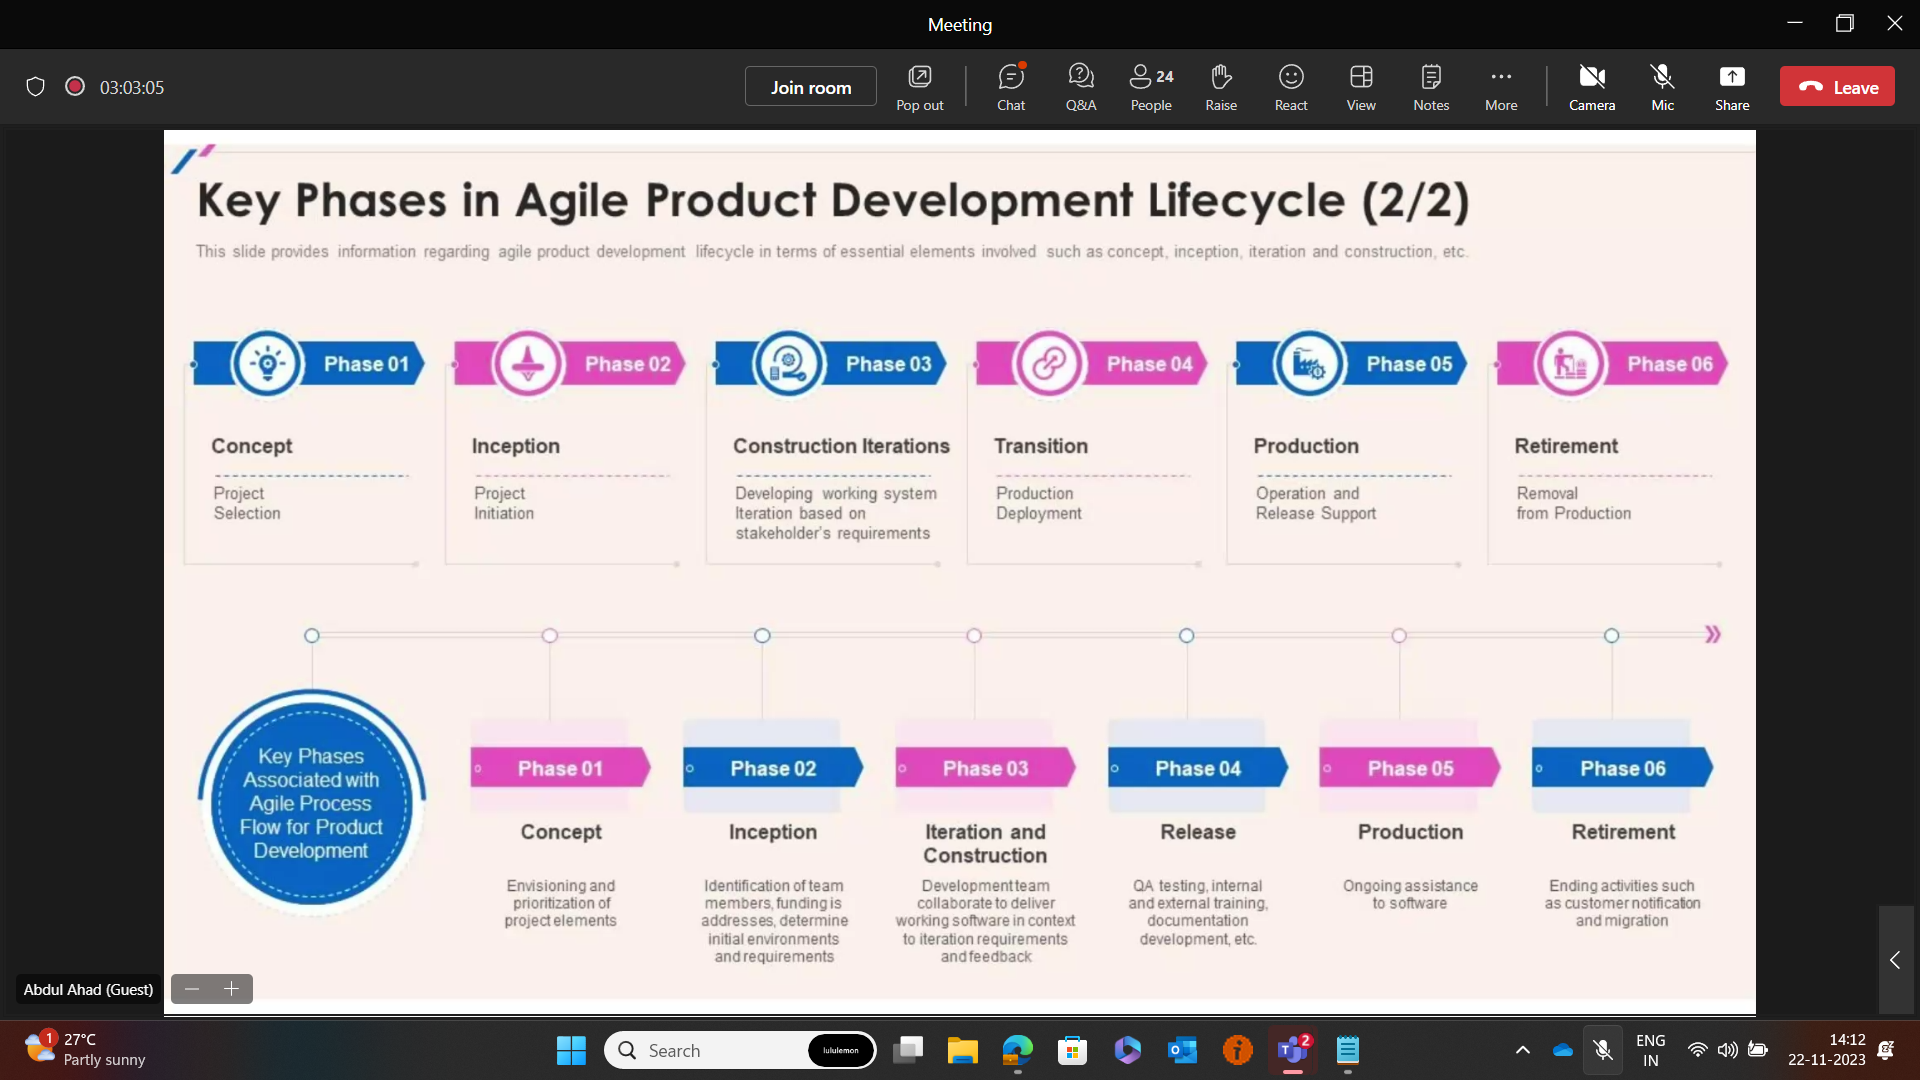 Meeting
03:03:05
Join room
Pop out
Chat
Q&A
24
People
Raise
React
View
Notes
More
Camera
Mic
Share
Leave
Key Phases in Agile Product Development Lifecycle (2/2)
This slide provides information regarding agile product development lifecycle in terms of essential elements involved such as concept, inception, iteration and construction, etc.
Phase 01
Concept
Project
Selection
Phase 02
Inception
Project
Initiation
Phase 03
Construction Iterations
Developing working system
Iteration based on
stakeholder's requirements
Phase 04
Transition
Production
Deployment
Phase 05
Production
Operation and
Release Support
Phase 06
Retirement
Removal
from Production
Key Phases
Associated with
Agile Process
Flow for Product
Development
Phase 01
Concept
Envisioning and
prioritization of
project elements
Phase 02
Inception
Identification of team
members, funding is
addresses, determine
initial environments
and requirements
Phase 03
Iteration and
Construction
Development team
collaborate to deliver
working software in context
to iteration requirements
and feedback
Phase 04
Release
QA testing, internal
and external training,
documentation
development, etc.
Phase 05
Production
Ongoing assistance
to software
Phase 06
Retirement
Ending activities such
as customer notification
and migration
Abdul Ahad (Guest)
1
27°C
Partly sunny
Search
lululemon
2
ENG
IN
14:12
22-11-2023